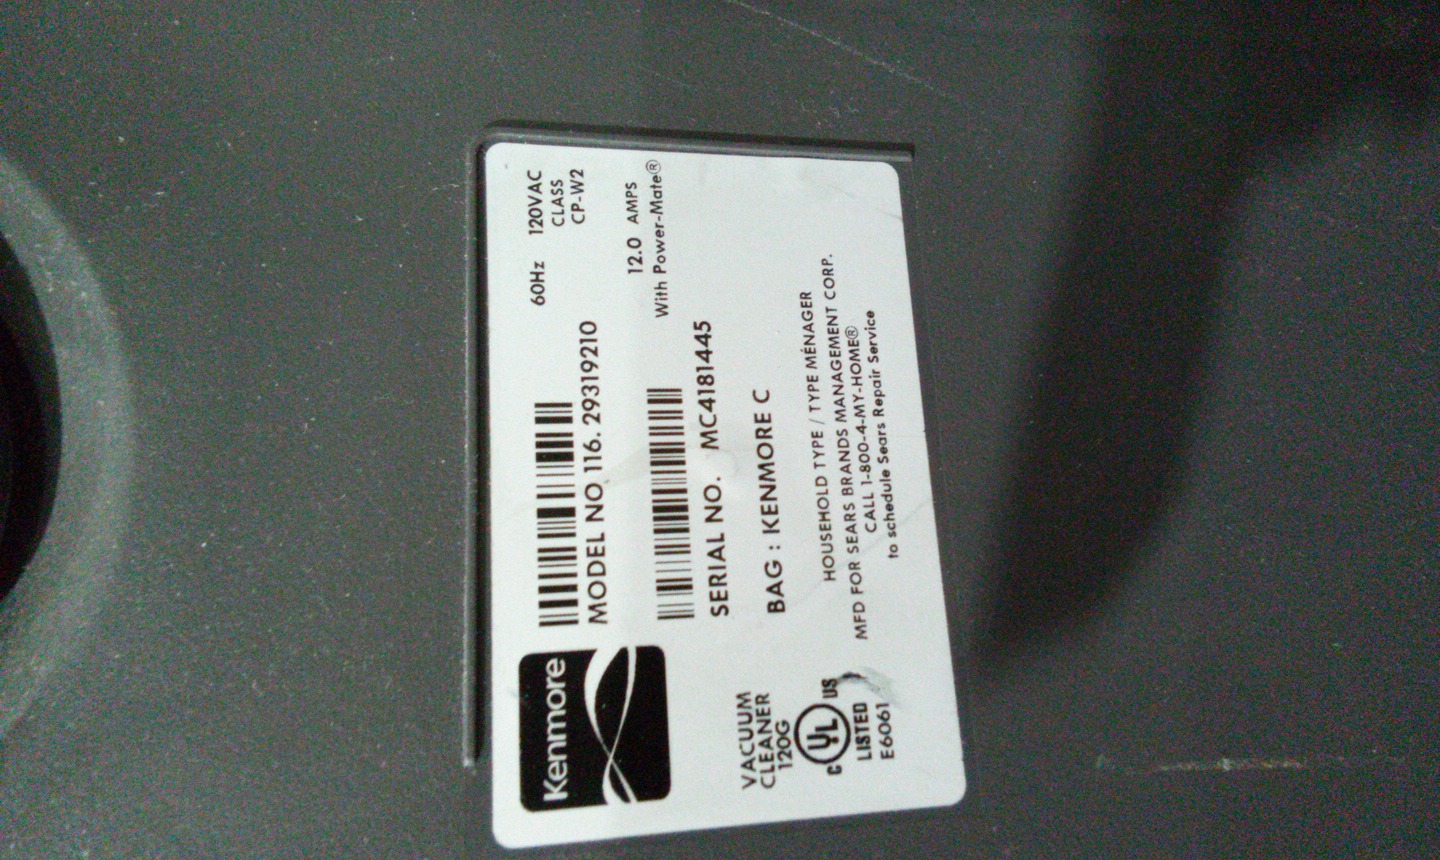 Kenmore
MODEL NO 116. 29319210
60Hz 120VAC
CLASS
CP-W2
12.0 AMPS
With Power-Mate®
SERIAL NO. MC4181445
BAG : KENMORE C
VACUUM
CLEANER
120G
C UL US
LISTED
E6061
HOUSEHOLD TYPE / TYPE MÉNAGER
MFD FOR SEARS BRANDS MANAGEMENT CORP.
CALL 1-800-4-MY-HOME®
to schedule Sears Repair Service